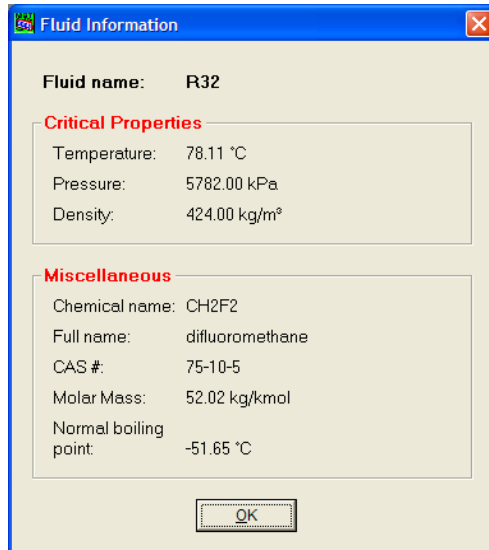 Fluid Information
Fluid name: R32
Critical Properties
Temperature: 78.11 °C
Pressure: 5782.00 kPa
Density: 424.00 kg/m³
Miscellaneous
Chemical name: CH2F2
Full name: difluoromethane
CAS #: 75-10-5
Molar Mass: 52.02 kg/kmol
Normal boiling
point: -51.65 °C
OK